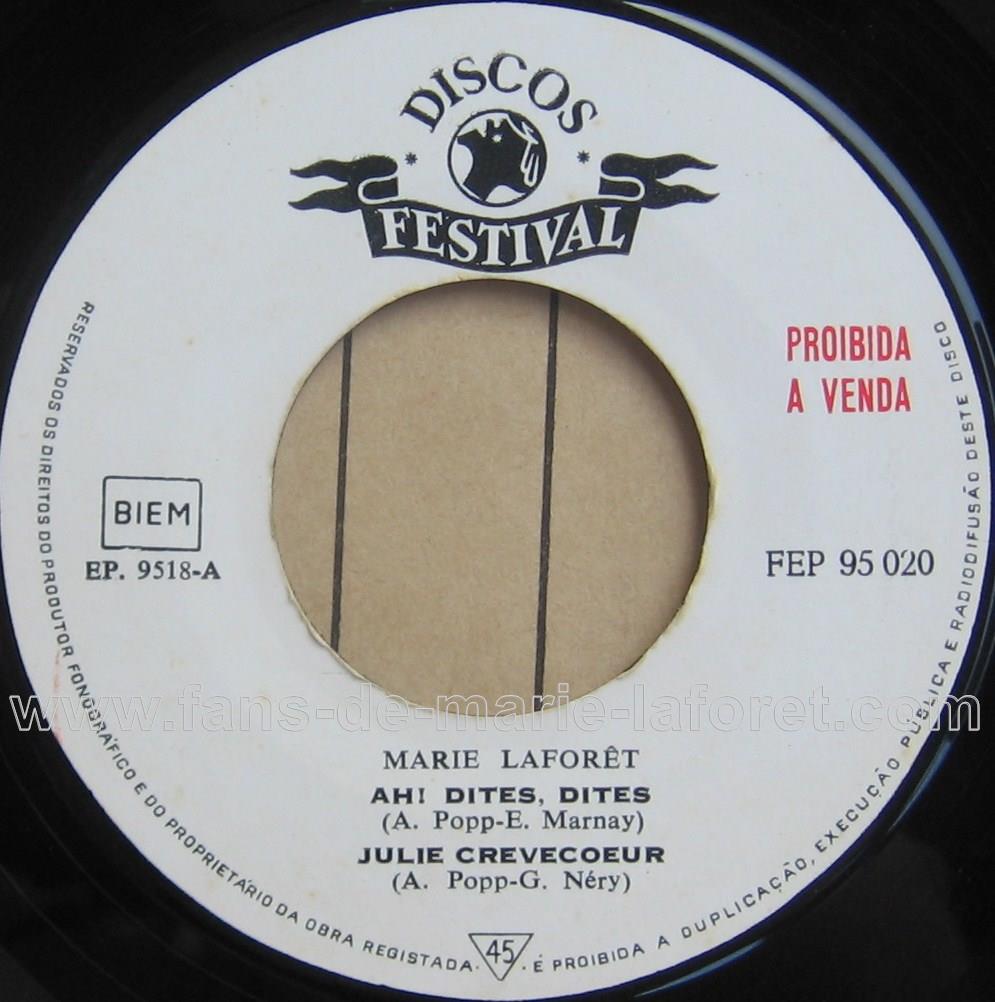 DISCOS
FESTIVAL
PROIBIDA
A VENDA
BIEM
EP. 9518-A
FEP 95 020
www.fans-de-marie-laforet.com
MARIE LAFORÊT
AH! DITES, DITES
(A. Popp-E. Marnay)
JULIE CREVECOEUR
(A. Popp-G. Néry)
RESERVADOS OS DIREITOS DO PRODUTOR FONOGRÁFICO E DO PROPRIETÁRIO DA OBRA REGISTADA. 45 . É PROIBIDA A DUPLICAÇÃO, EXECUÇÃO PÚBLICA E RADIODIFUSÃO DESTE DISCO